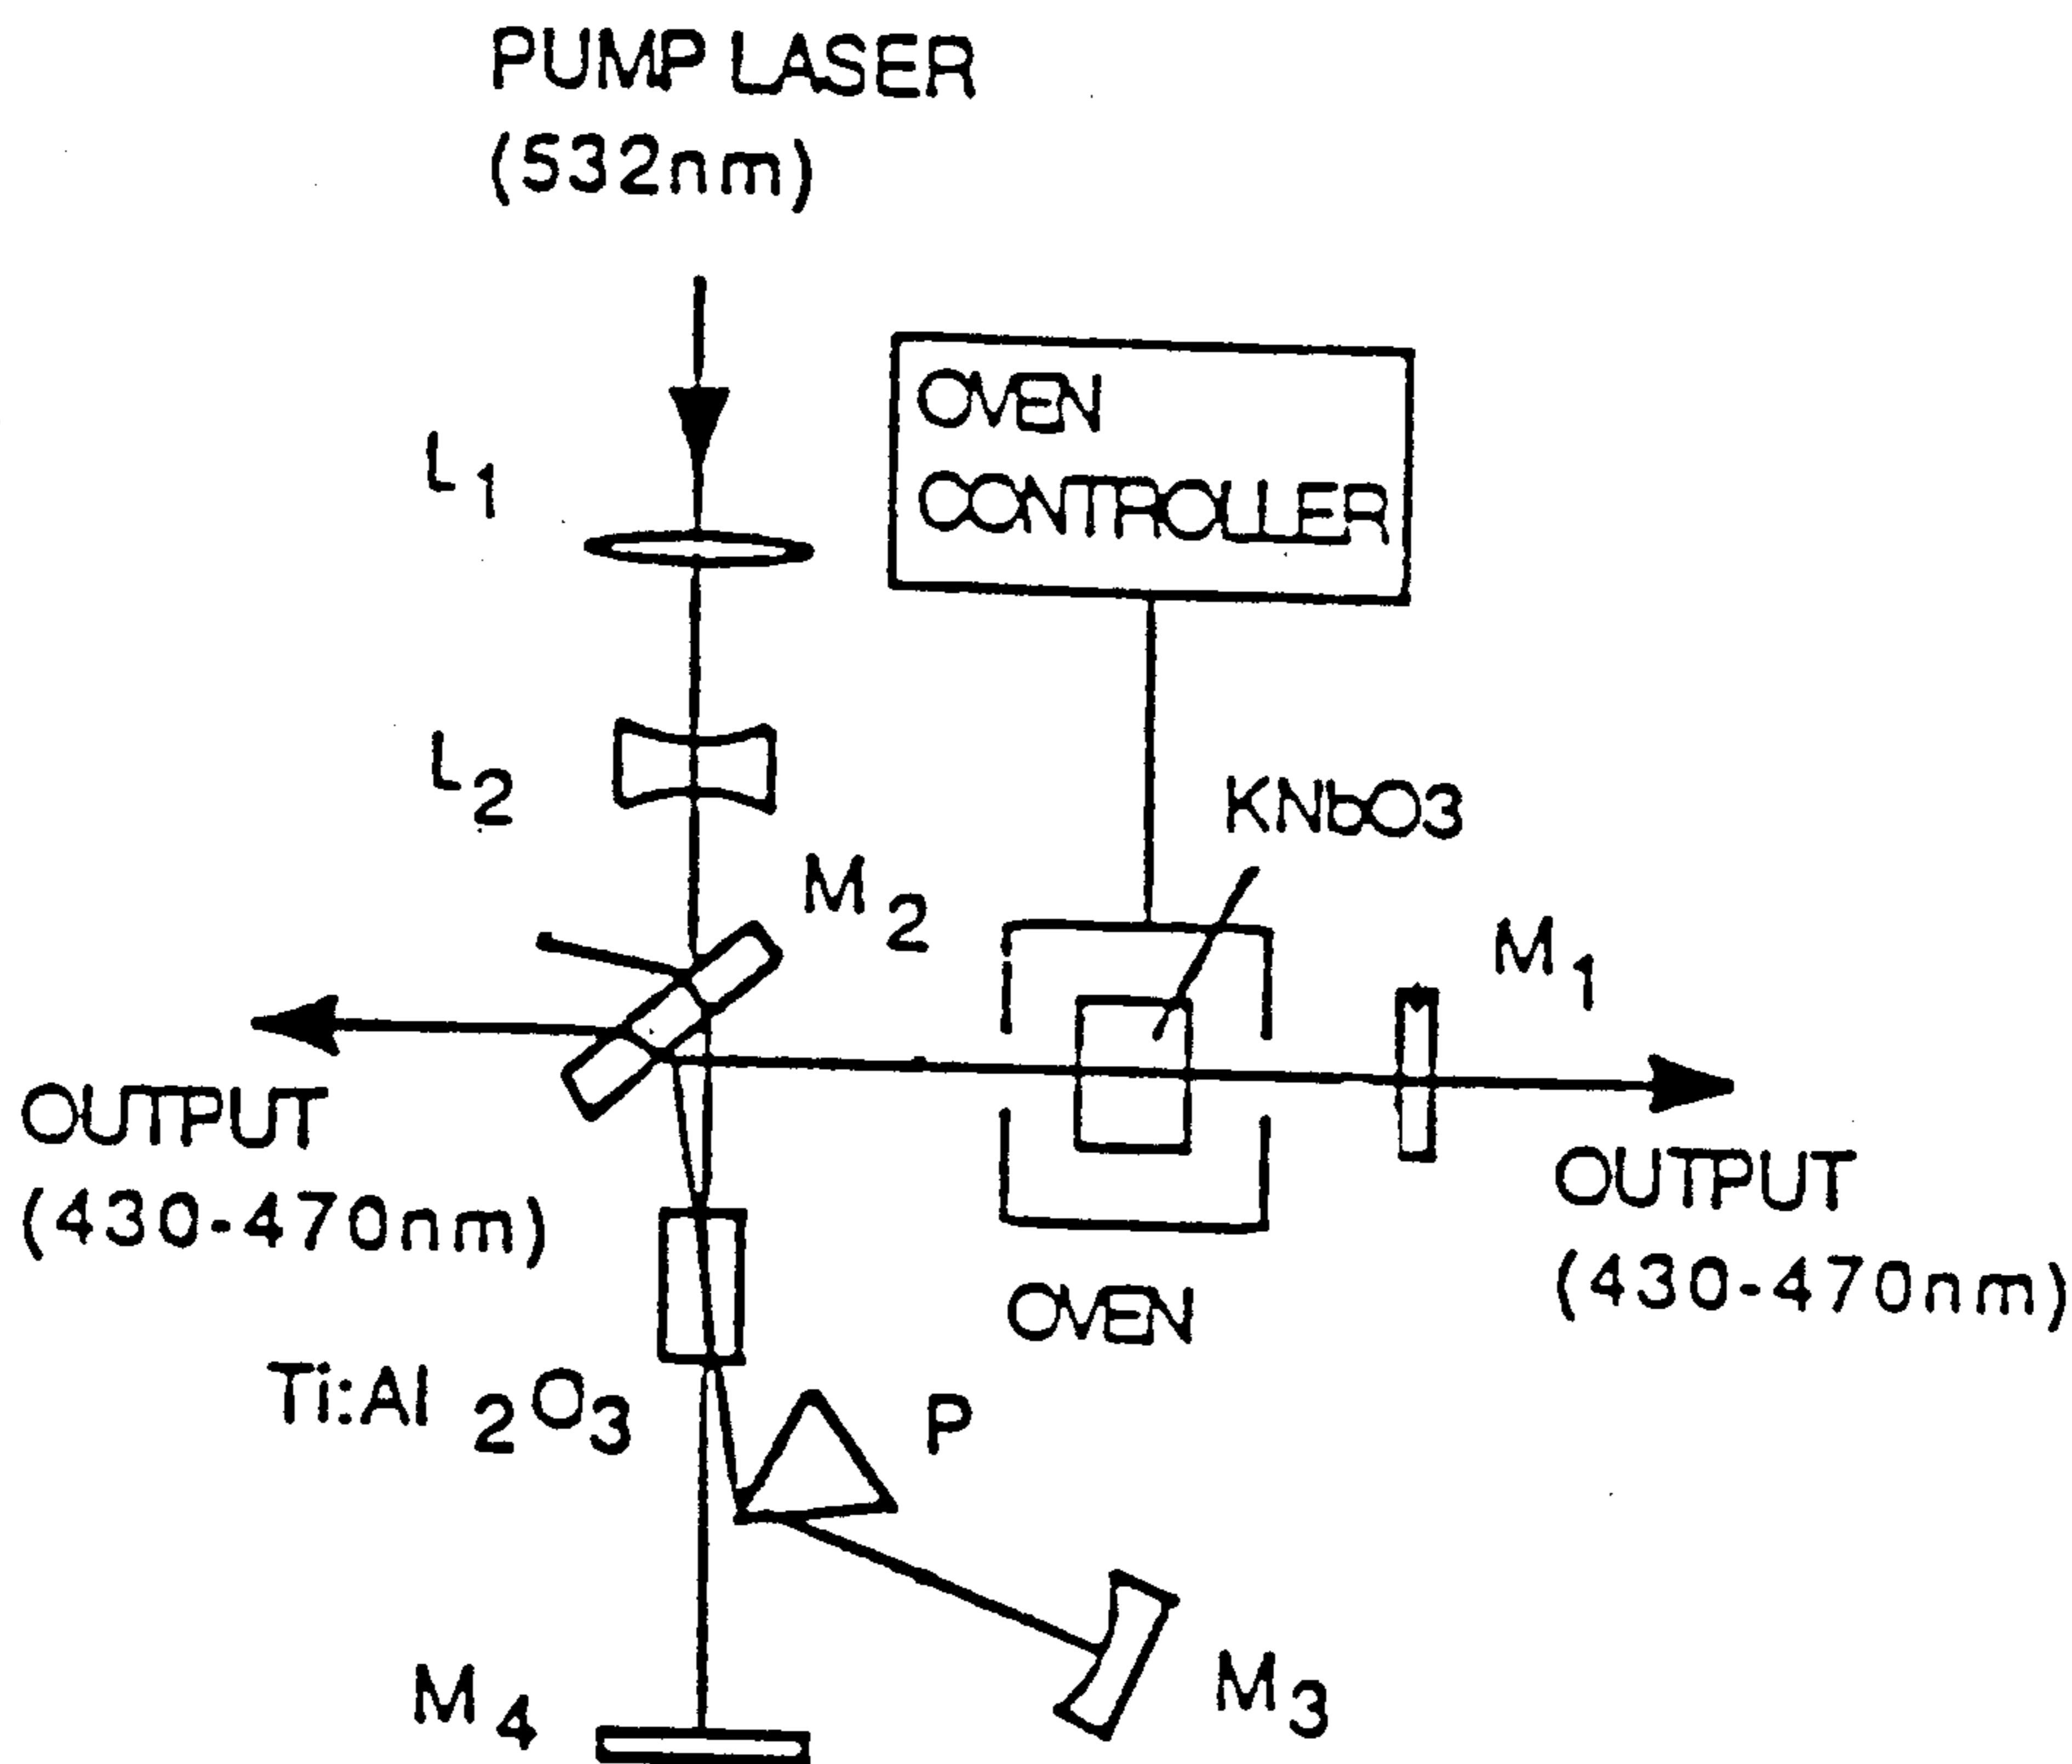 PUMP LASER
(532nm)
L1
OVEN
CONTROLLER
L2
KNbO3
M2
M1
OUTPUT
(430-470nm)
OUTPUT
(430-470nm)
OVEN
Ti:Al2O3
P
M4
M3